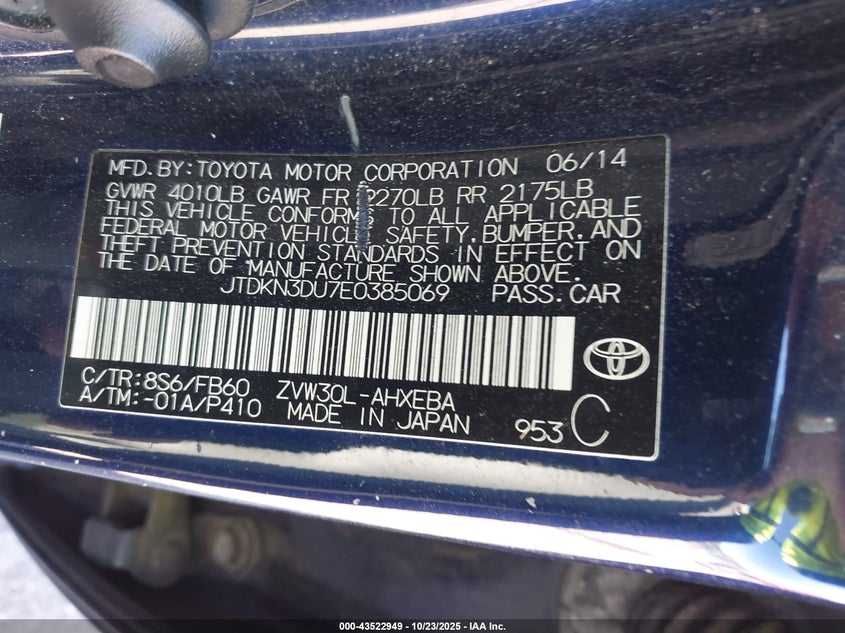 MFD.BY:TOYOTA MOTOR CORPORATION 06/14
GVWR 4010LB GAWR FR 2270LB RR 2175LB
THIS VEHICLE CONFORMS TO ALL APPLICABLE
FEDERAL MOTOR VEHICLE SAFETY,BUMPER,AND
THEFT PREVENTION STANDARDS IN EFFECT ON
THE DATE OF MANUFACTURE SHOWN ABOVE.
JTDKN3DU7E0385069 PASS.CAR
C/TR:8S6/FB60 ZVW30L-AHXEBA
A/TM:-01A/P410 MADE IN JAPAN
953 C
000-43522949 | 10/23/2025 | IAA Inc.